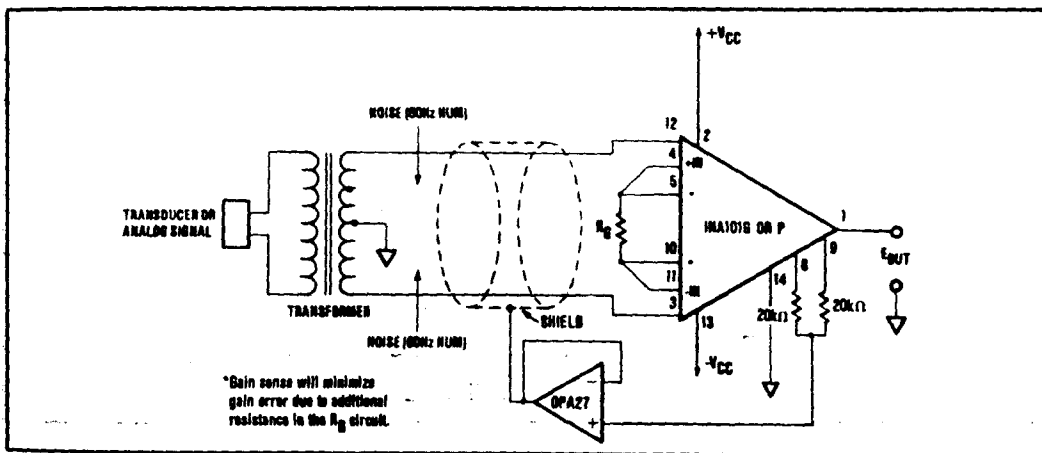 +VCC
NOISE (60Hz HUM)
12
2
4
+IN
5
-
TRANSDUCER OR
ANALOG SIGNAL
RG
INA101G OR P
1
10
-
11
-IN
3
14
8
9
EOUT
20kΩ
20kΩ
13
TRANSFORMER
SHIELD
NOISE (60Hz HUM)
-VCC
*Gain sense will minimize
gain error due to additional
resistance in the RG circuit.
-
OPA27
+